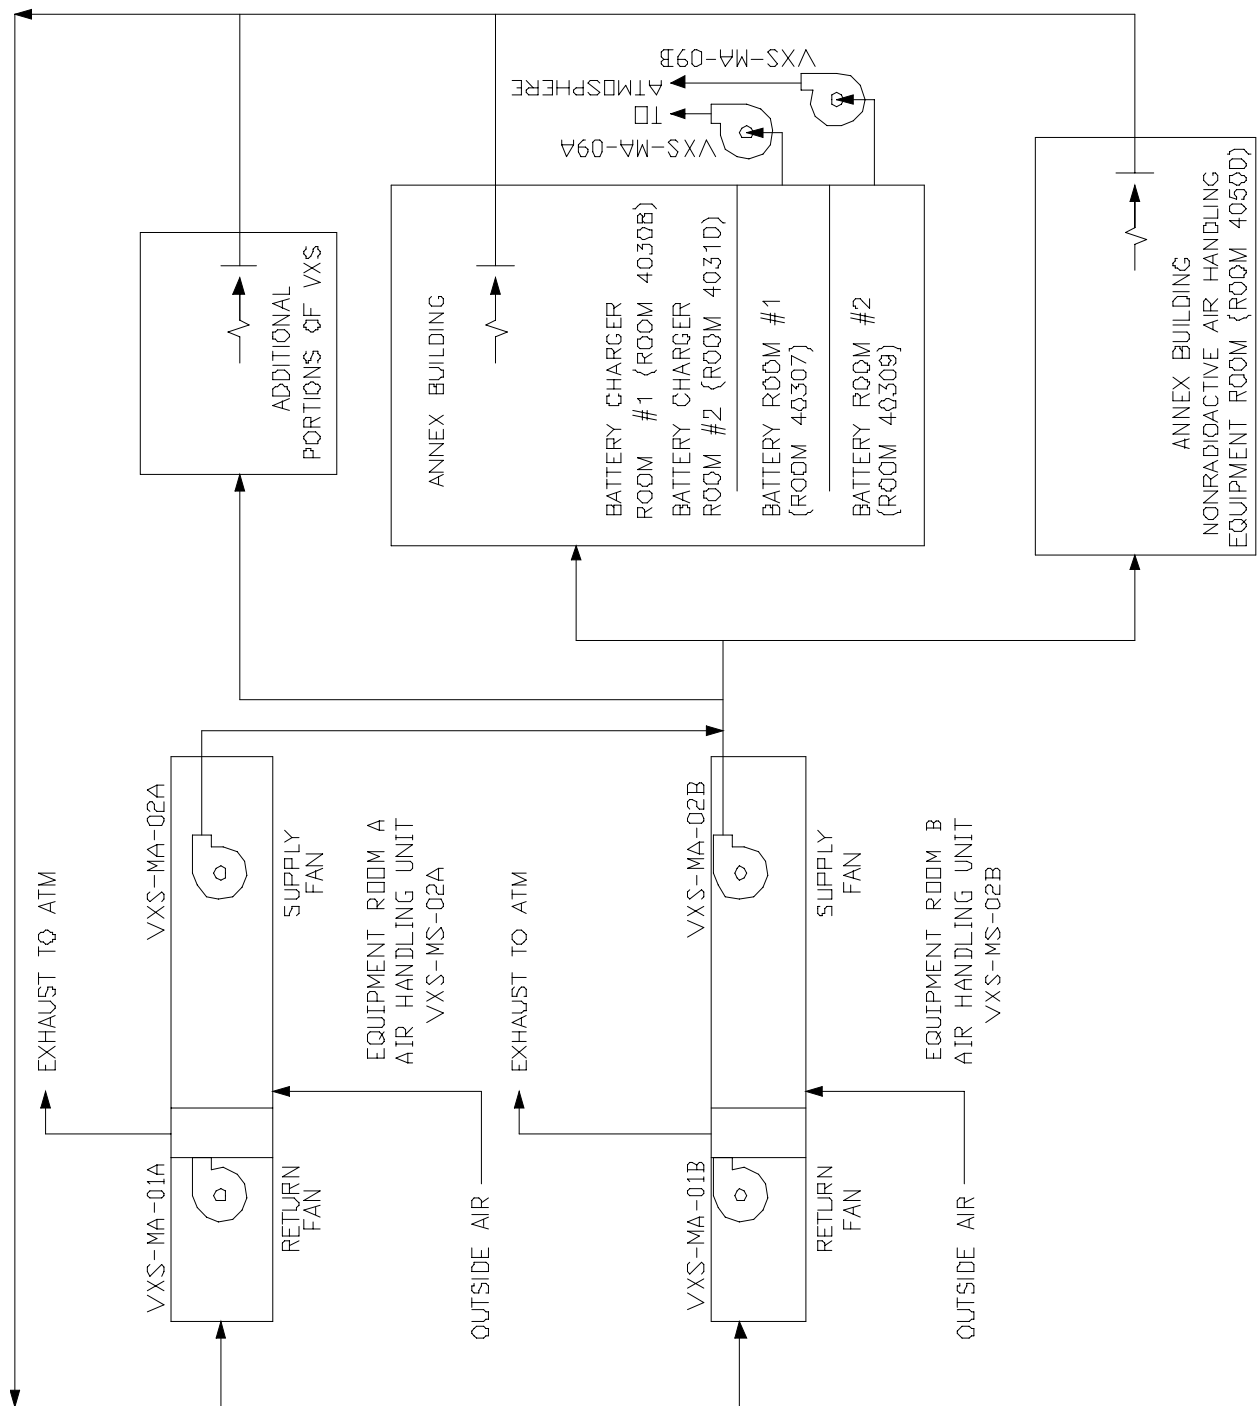 VXS-MA-09B
ATMOSPHERE
TO
VXS-MA-09A
ADDITIONAL
PORTIONS OF VXS
ANNEX BUILDING
BATTERY CHARGER
ROOM #1 (ROOM 40308)
BATTERY CHARGER
ROOM #2 (ROOM 40310)
BATTERY ROOM #1
(ROOM 40307)
BATTERY ROOM #2
(ROOM 40309)
ANNEX BUILDING
NONRADIOACTIVE AIR HANDLING
EQUIPMENT ROOM (ROOM 40500)
EXHAUST TO ATM
VXS-MA-02A
SUPPLY
FAN
EQUIPMENT ROOM A
AIR HANDLING UNIT
VXS-MS-02A
VXS-MA-01A
RETURN
FAN
OUTSIDE AIR
EXHAUST TO ATM
VXS-MA-02B
SUPPLY
FAN
EQUIPMENT ROOM B
AIR HANDLING UNIT
VXS-MS-02B
VXS-MA-01B
RETURN
FAN
OUTSIDE AIR